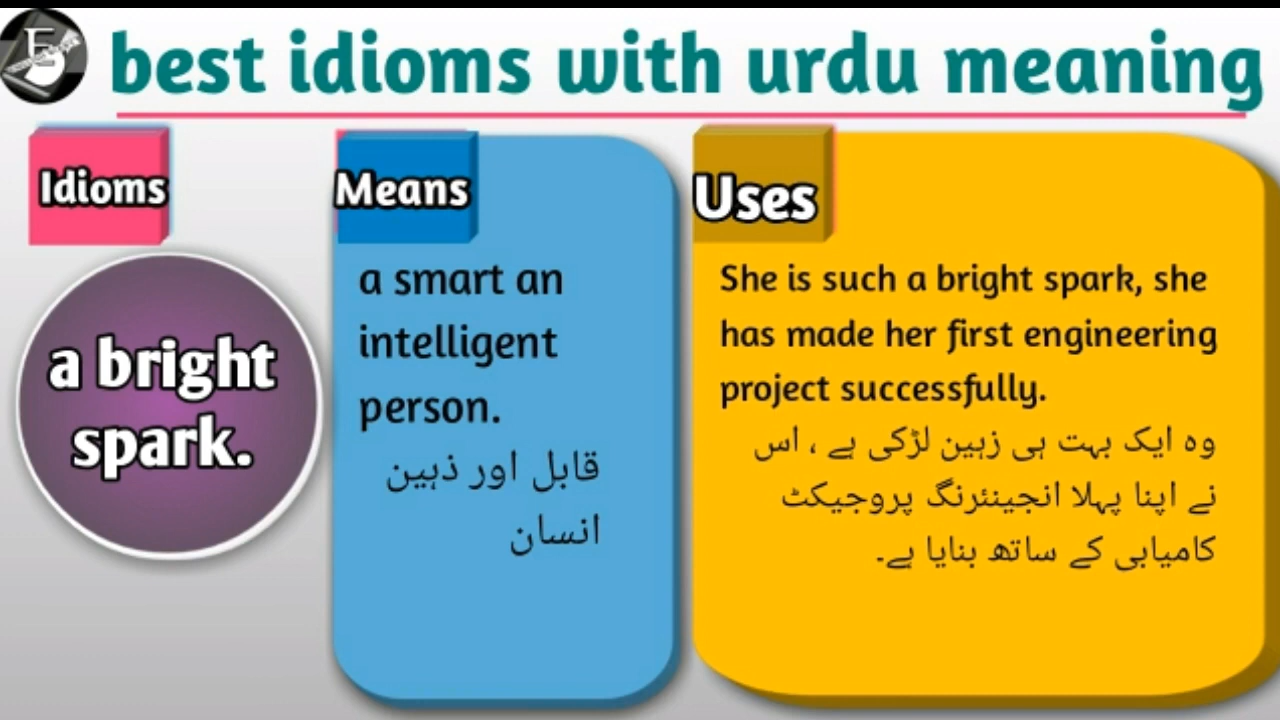 best idioms with urdu meaning
Idioms
a bright
spark.
Means
a smart an
intelligent
person.
قابل اور ذہین
انسان
Uses
She is such a bright spark, she
has made her first engineering
project successfully.
وہ ایک بہت ہی زہین لڑکی ہے ، اس
نے اپنا پہلا انجینئرنگ پروجیکٹ
کامیابی کے ساتھ بنایا ہے۔